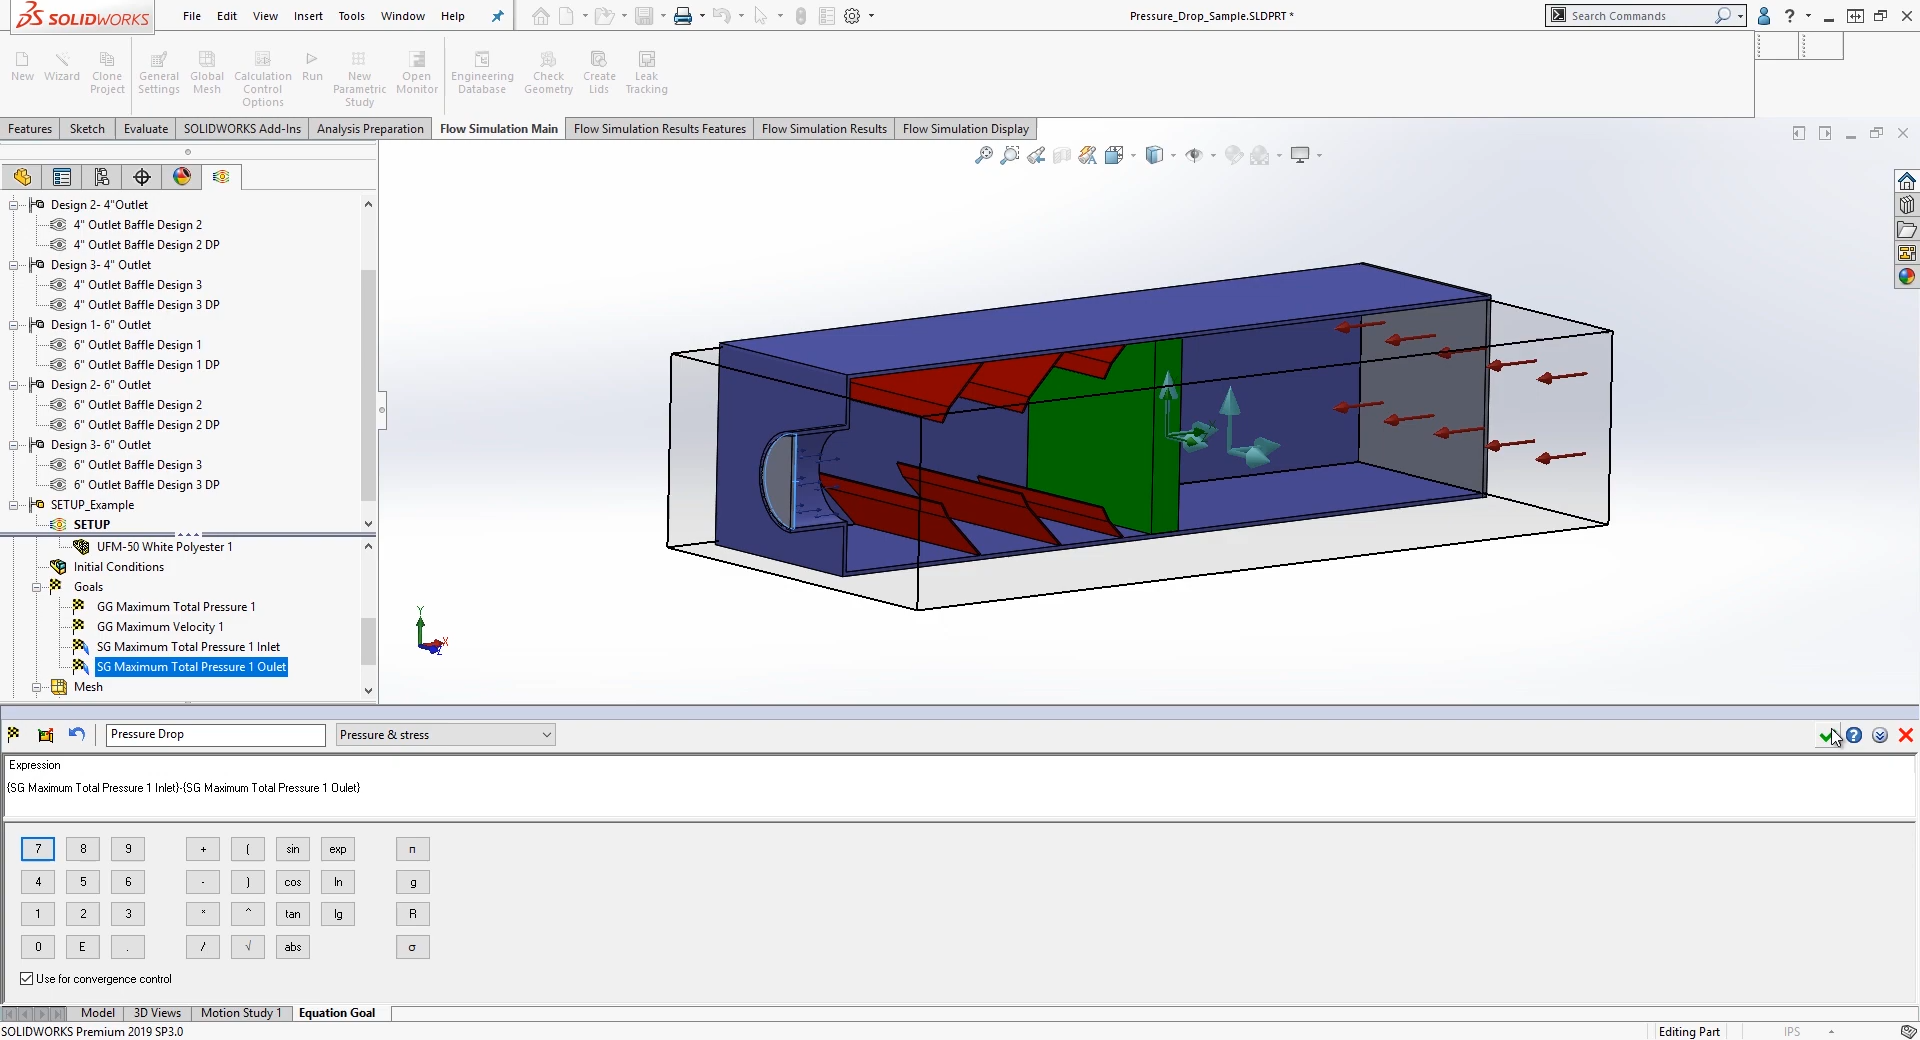 SOLIDWORKS
File Edit View Insert Tools Window Help
Pressure_Drop_Sample.SLDPRT *
Search Commands
New Wizard Clone Project General Settings Global Mesh Calculation Control Options Run New Parametric Study Open Monitor Engineering Database Check Geometry Create Lids Leak Tracking
Features Sketch Evaluate SOLIDWORKS Add-Ins Analysis Preparation Flow Simulation Main Flow Simulation Results Features Flow Simulation Results Flow Simulation Display
Design 2- 4"Outlet
4" Outlet Baffle Design 2
4" Outlet Baffle Design 2 DP
Design 3- 4" Outlet
4" Outlet Baffle Design 3
4" Outlet Baffle Design 3 DP
Design 1- 6" Outlet
6" Outlet Baffle Design 1
6" Outlet Baffle Design 1 DP
Design 2- 6" Outlet
6" Outlet Baffle Design 2
6" Outlet Baffle Design 2 DP
Design 3- 6" Outlet
6" Outlet Baffle Design 3
6" Outlet Baffle Design 3 DP
SETUP_Example
SETUP
UFM-50 White Polyester 1
Initial Conditions
Goals
GG Maximum Total Pressure 1
GG Maximum Velocity 1
SG Maximum Total Pressure 1 Inlet
SG Maximum Total Pressure 1 Oulet
Mesh
Y
X
Z
Pressure Drop Pressure & stress
Expression
{SG Maximum Total Pressure 1 Inlet}-{SG Maximum Total Pressure 1 Oulet}
7 8 9 + ( sin exp π
4 5 6 - ) cos ln g
1 2 3 * ^ tan lg R
0 E . / √ abs σ
Use for convergence control
Model 3D Views Motion Study 1 Equation Goal
SOLIDWORKS Premium 2019 SP3.0
Editing Part IPS